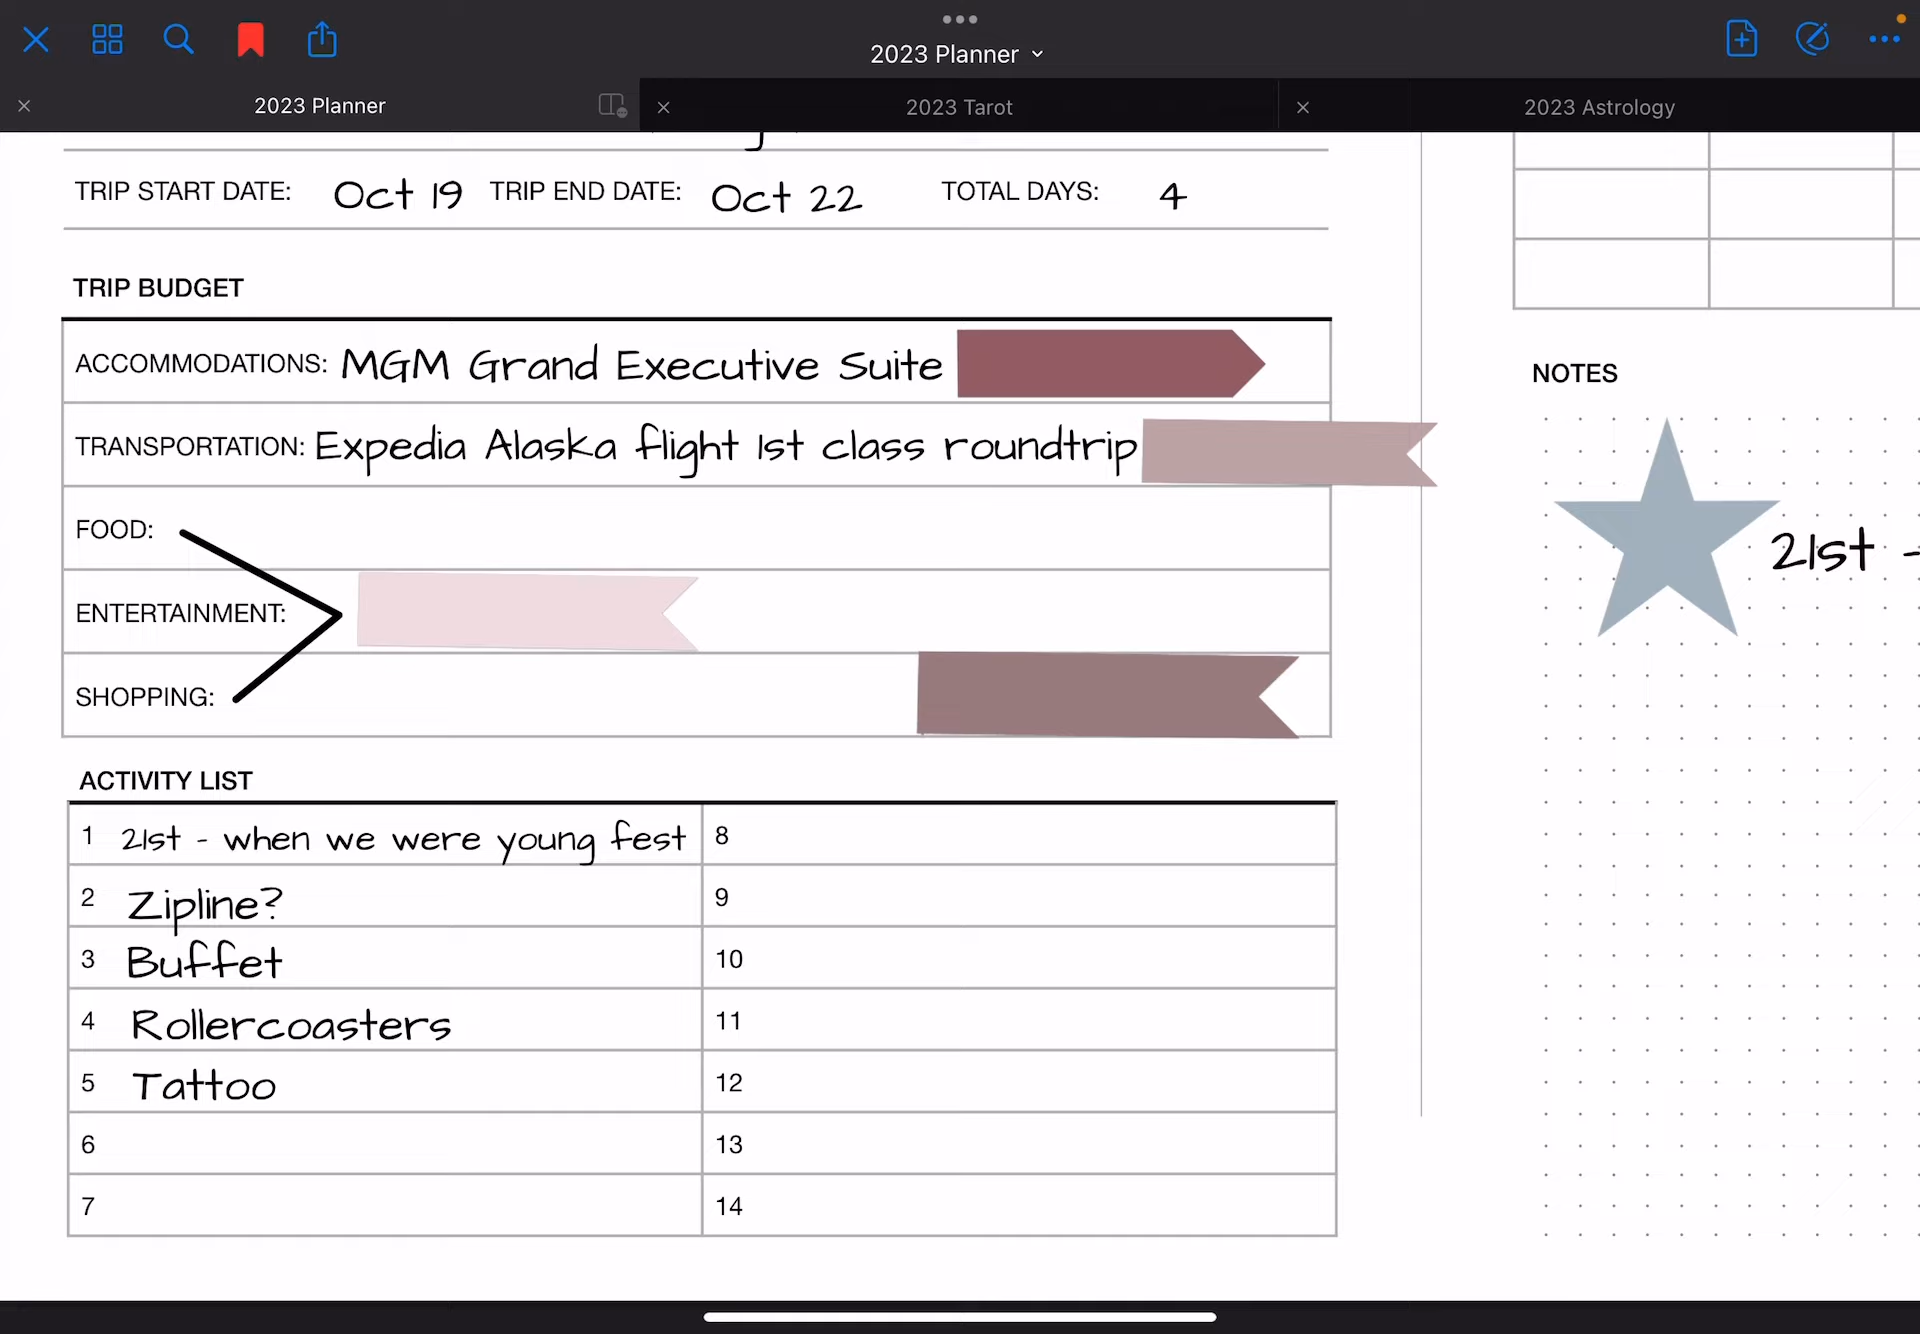 2023 Planner
2023 Planner
2023 Tarot
2023 Astrology
TRIP START DATE: Oct 19 TRIP END DATE: Oct 22 TOTAL DAYS: 4
TRIP BUDGET
ACCOMMODATIONS: MGM Grand Executive Suite
TRANSPORTATION: Expedia Alaska flight 1st class roundtrip
FOOD:
ENTERTAINMENT:
SHOPPING:
ACTIVITY LIST
1 21st - when we were young fest
2 Zipline?
3 Buffet
4 Rollercoasters
5 Tattoo
6
7
8
9
10
11
12
13
14
NOTES
21st -